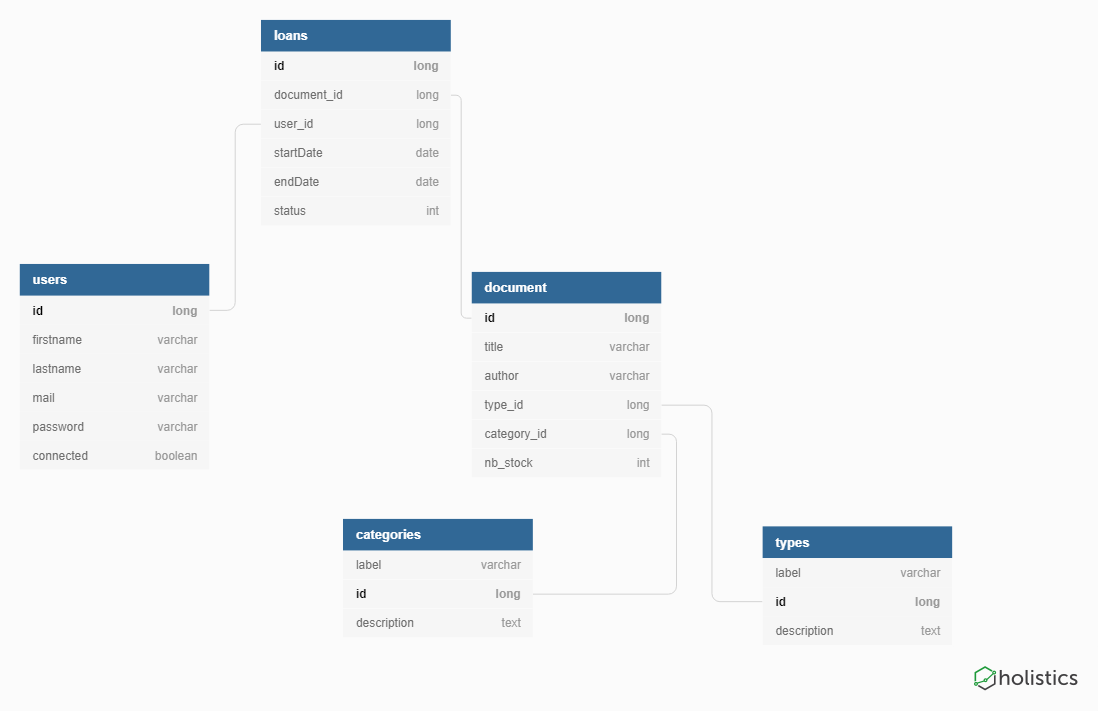 loans
id long
document_id long
user_id long
startDate date
endDate date
status int
users
id long
firstname varchar
lastname varchar
mail varchar
password varchar
connected boolean
document
id long
title varchar
author varchar
type_id long
category_id long
nb_stock int
categories
label varchar
id long
description text
types
label varchar
id long
description text
holistics